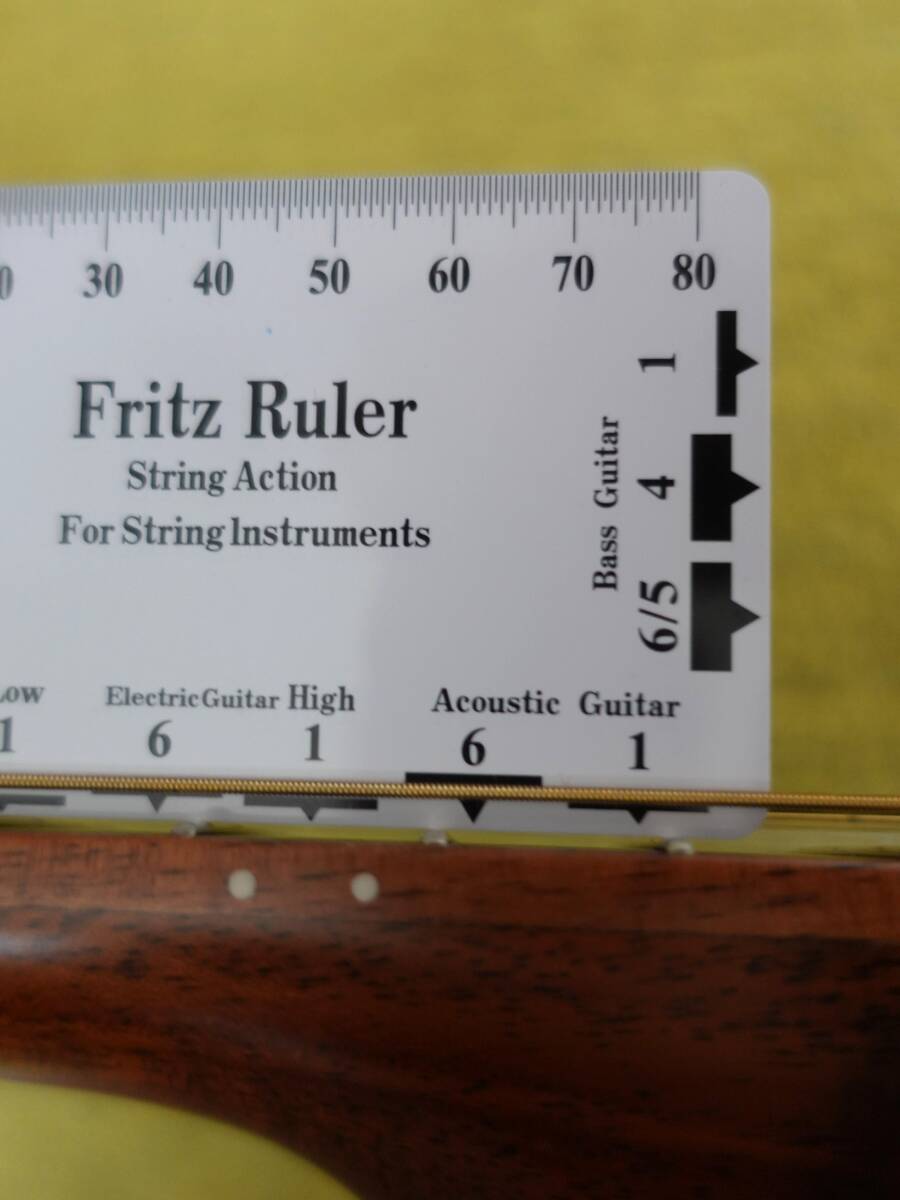 30 40 50 60 70 80
Fritz Ruler
String Action
For String Instruments
Bass Guitar
1
4
6/5
Electric Guitar High
6 1
Acoustic Guitar
6 1
1